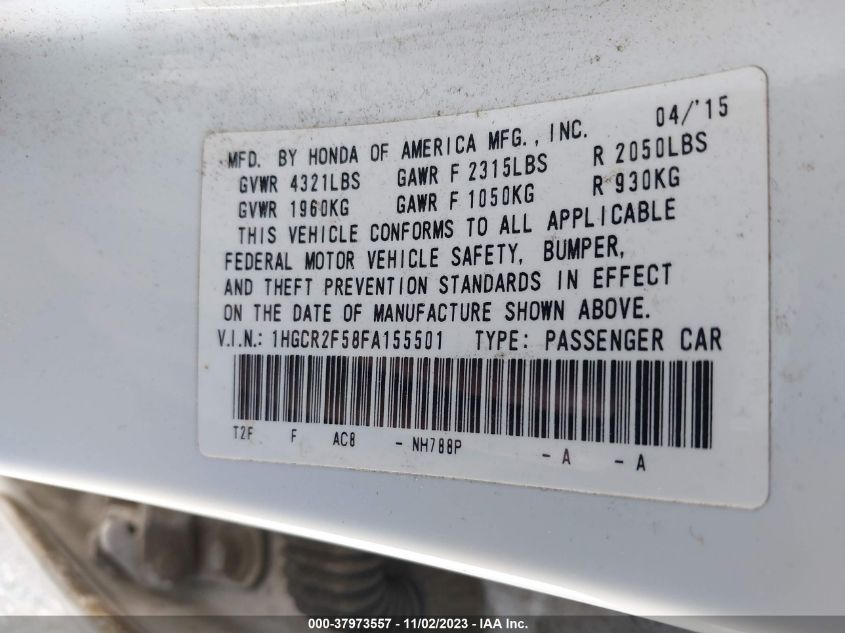 04/'15
MFD. BY HONDA OF AMERICA MFG., INC.
GVWR 4321LBS GAWR F 2315LBS R 2050LBS
GVWR 1960KG GAWR F 1050KG R 930KG
THIS VEHICLE CONFORMS TO ALL APPLICABLE
FEDERAL MOTOR VEHICLE SAFETY, BUMPER,
AND THEFT PREVENTION STANDARDS IN EFFECT
ON THE DATE OF MANUFACTURE SHOWN ABOVE.
V.I.N.: 1HGCR2F58FA155501 TYPE: PASSENGER CAR
T2F F AC8 - NH788P - A - A
000-37973557 - 11/02/2023 - IAA Inc.